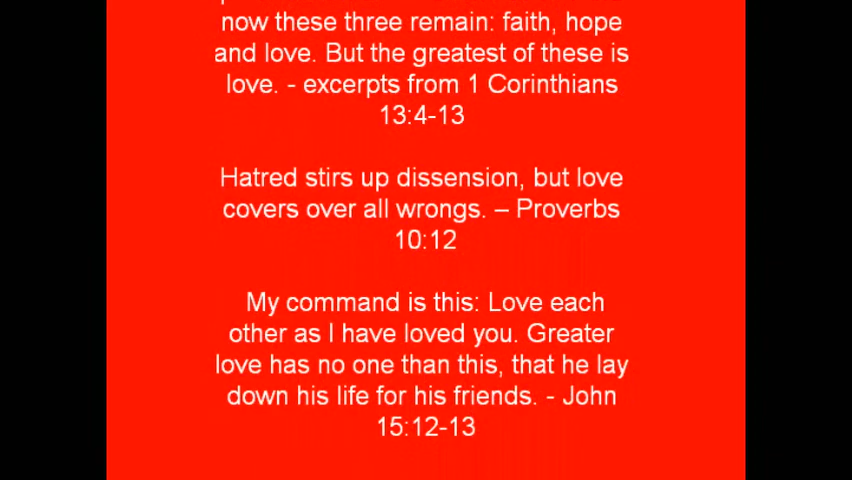 now these three remain: faith, hope
and love. But the greatest of these is
love. - excerpts from 1 Corinthians
13:4-13
Hatred stirs up dissension, but love
covers over all wrongs. – Proverbs
10:12
My command is this: Love each
other as I have loved you. Greater
love has no one than this, that he lay
down his life for his friends. - John
15:12-13